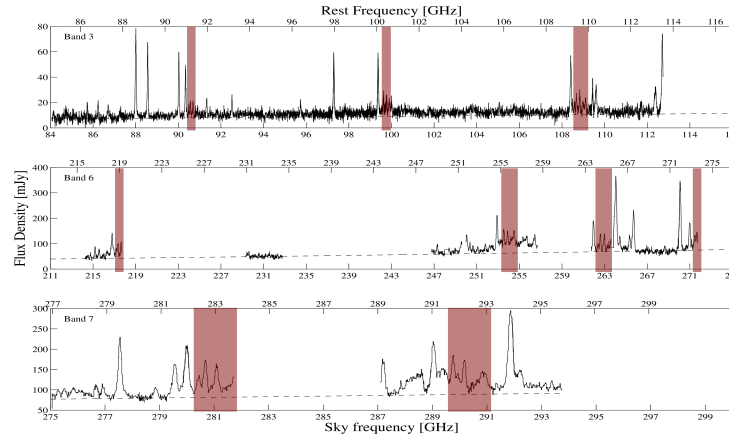 Rest Frequency [GHz]
86 88 90 92 94 96 98 100 102 104 106 108 110 112 114 116
Band 3
80
60
40
20
0
84 86 88 90 92 94 96 98 100 102 104 106 108 110 112 114
215 219 223 227 231 235 239 243 247 251 255 259 263 267 271 275
Band 6
400
300
200
100
0
211 215 219 223 227 231 235 239 243 247 251 255 259 263 267 271 275
Flux Density [mJy]
277 279 281 283 285 287 289 291 293 295 297 299
Band 7
300
250
200
150
100
50
275 277 279 281 283 285 287 289 291 293 295 297 299
Sky frequency [GHz]